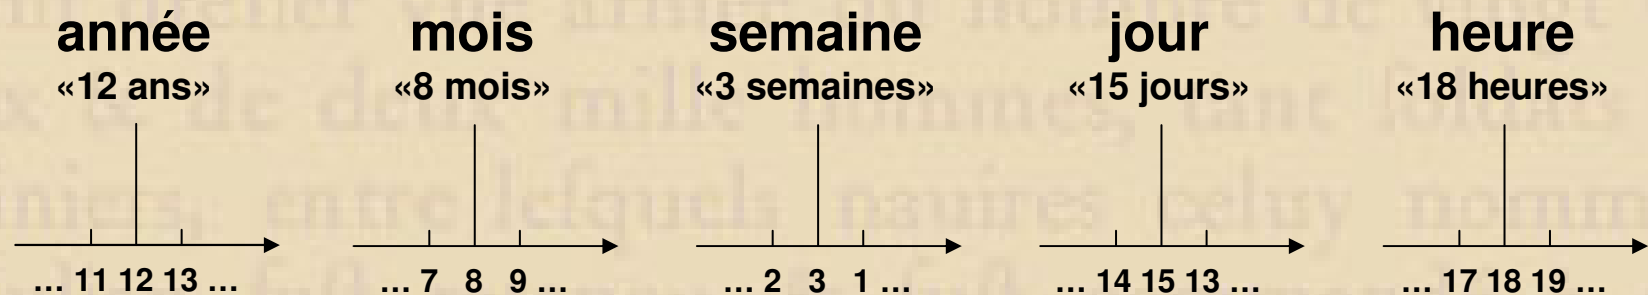 année mois semaine jour heure
«12 ans» «8 mois» «3 semaines» «15 jours» «18 heures»
... 11 12 13 ... ... 7 8 9 ... ... 2 3 1 ... ... 14 15 13 ... ... 17 18 19 ...